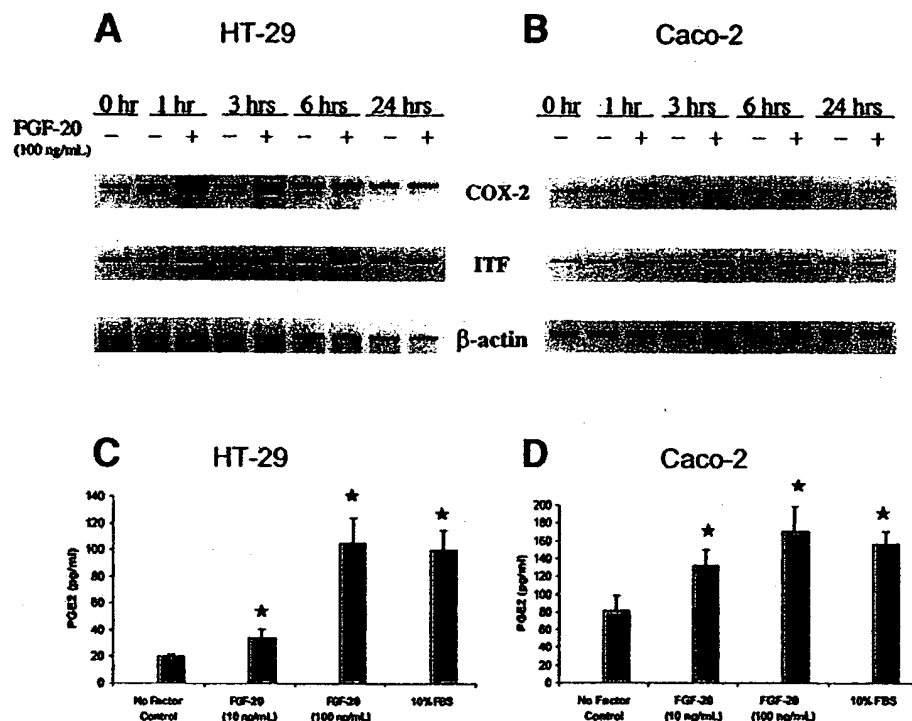 A HT-29
B Caco-2
0 hr 1 hr 3 hrs 6 hrs 24 hrs
0 hr 1 hr 3 hrs 6 hrs 24 hrs
FGF-20 − − + − + − + − +
− − + − + − + − +
(100 ng/mL)
COX-2
ITF
β-actin
C HT-29
D Caco-2
PGE2 (pg/ml)
140
120
100
80
60
40
20
0
No Factor Control
FGF-20 (10 ng/mL)
FGF-20 (100 ng/mL)
10% FBS
PGE2 (pg/ml)
200
180
160
140
120
100
80
60
40
20
0
No Factor Control
FGF-20 (10 ng/mL)
FGF-20 (100 ng/mL)
10% FBS